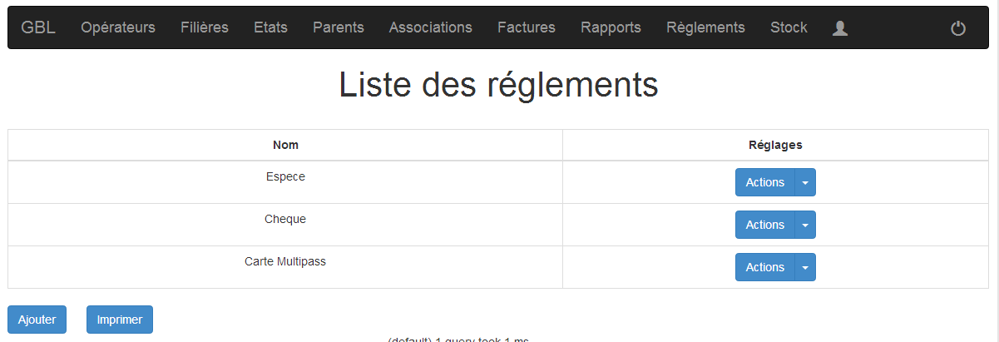 GBL Opérateurs Filières Etats Parents Associations Factures Rapports Règlements Stock
Liste des réglements
Nom Réglages
Espece Actions
Cheque Actions
Carte Multipass Actions
Ajouter Imprimer
(default) 1 query took 1 ms